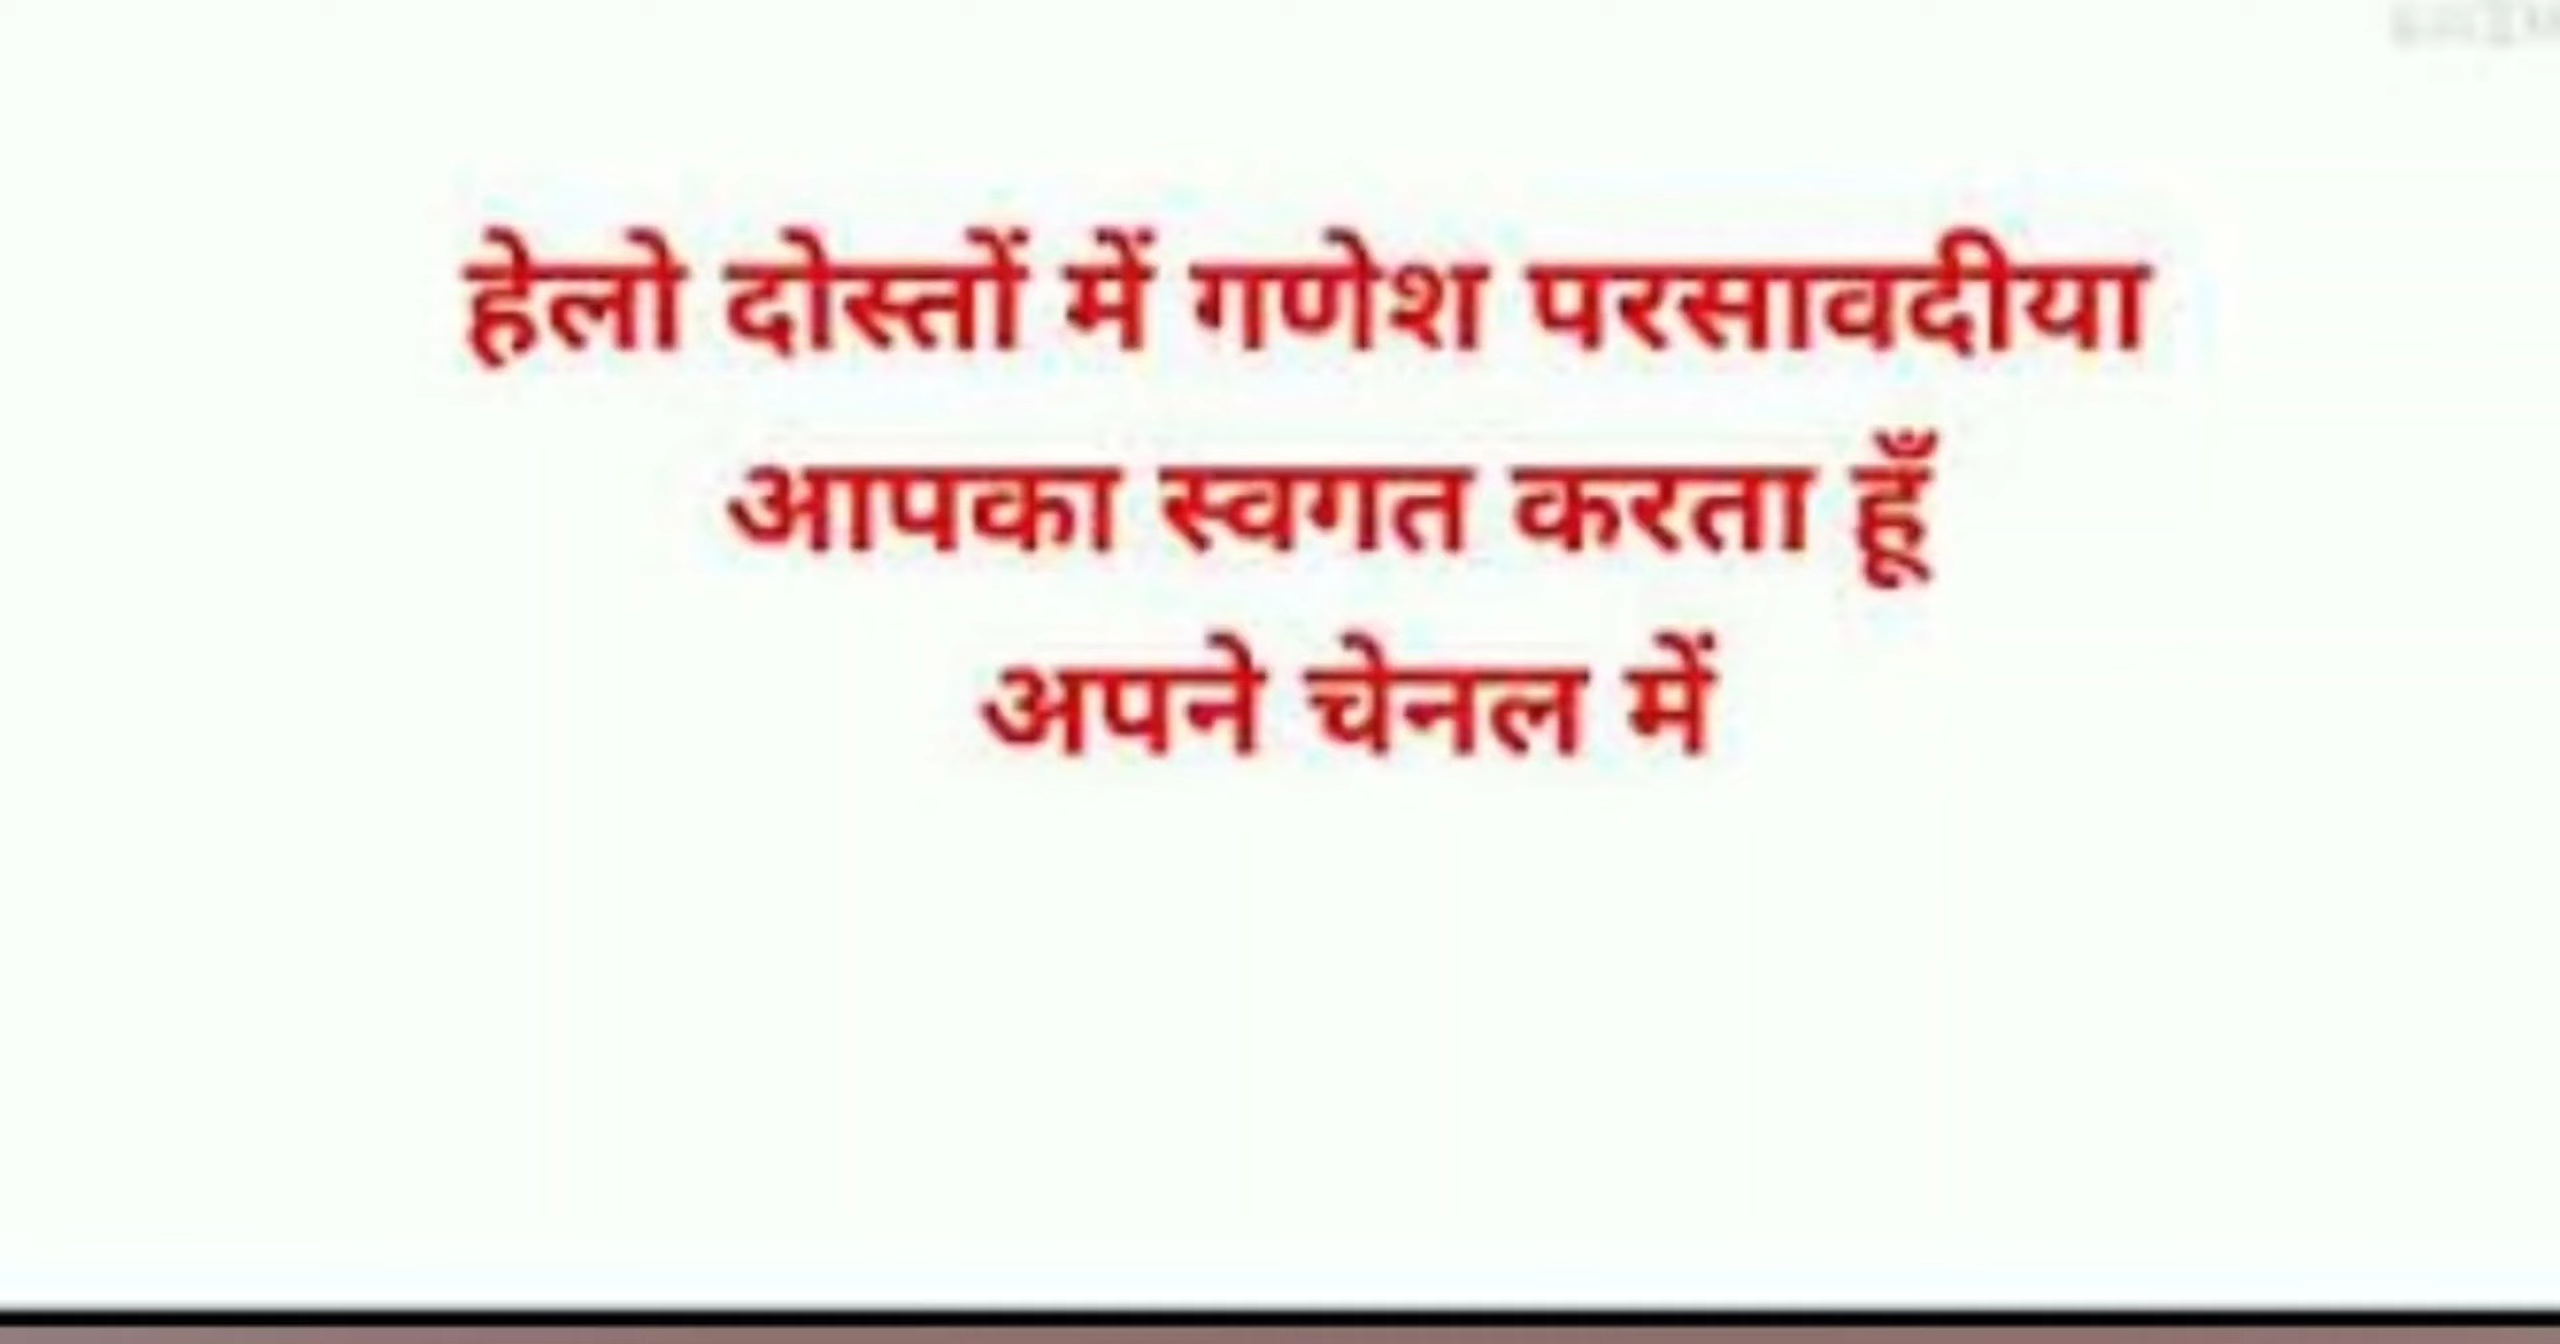 हेलो दोस्तों में गणेश परसावदीया
आपका स्वगत करता हूँ
अपने चेनल में